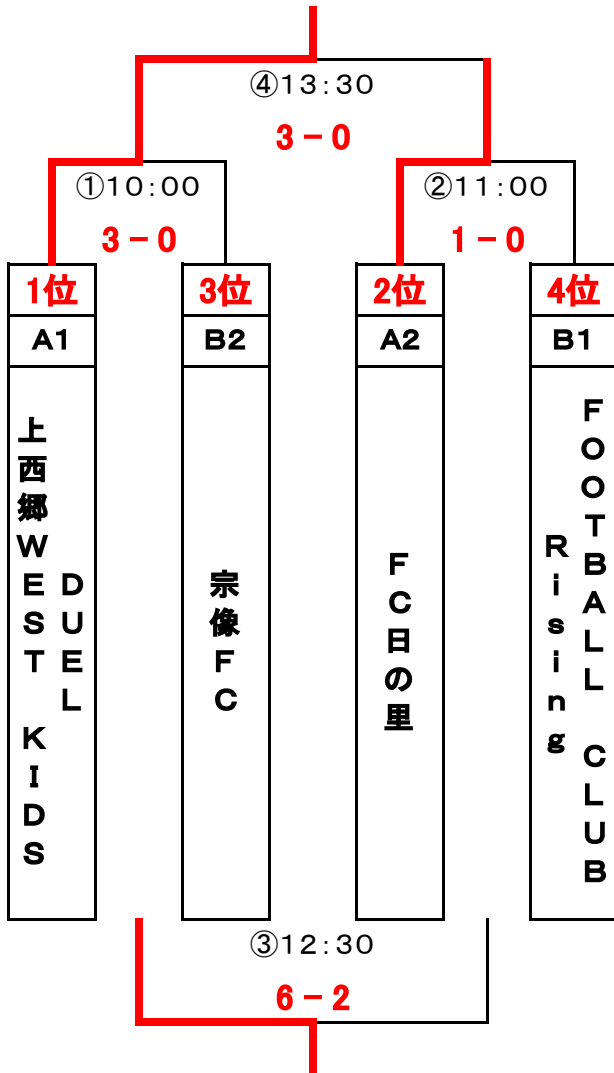 ④13:30
3－0
①10:00
②11:00
3－0
1－0
1位
3位
2位
4位
A1
B2
A2
B1
上西郷WEST KIDS
DUEL
宗像FC
FC日の里
FOOTBALL CLUB
Rising
③12:30
6－2